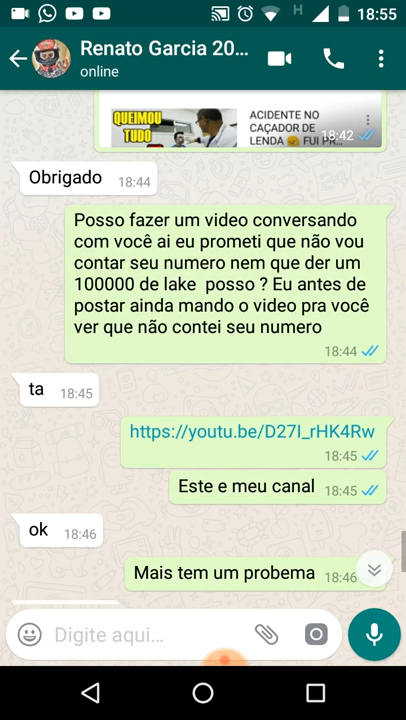 18:55
H
Renato Garcia 20...
online
QUEIMOU
TUDO
ACIDENTE NO
CAÇADOR DE
LENDA 😠 FUI PR...
18:42
Obrigado 18:44
Posso fazer um video conversando
com você ai eu prometi que não vou
contar seu numero nem que der um
100000 de lake posso ? Eu antes de
postar ainda mando o video pra você
ver que não contei seu numero
18:44
ta 18:45
https://youtu.be/D27I_rHK4Rw
18:45
Este e meu canal 18:45
ok 18:46
Mais tem um probema 18:46
Digite aqui...